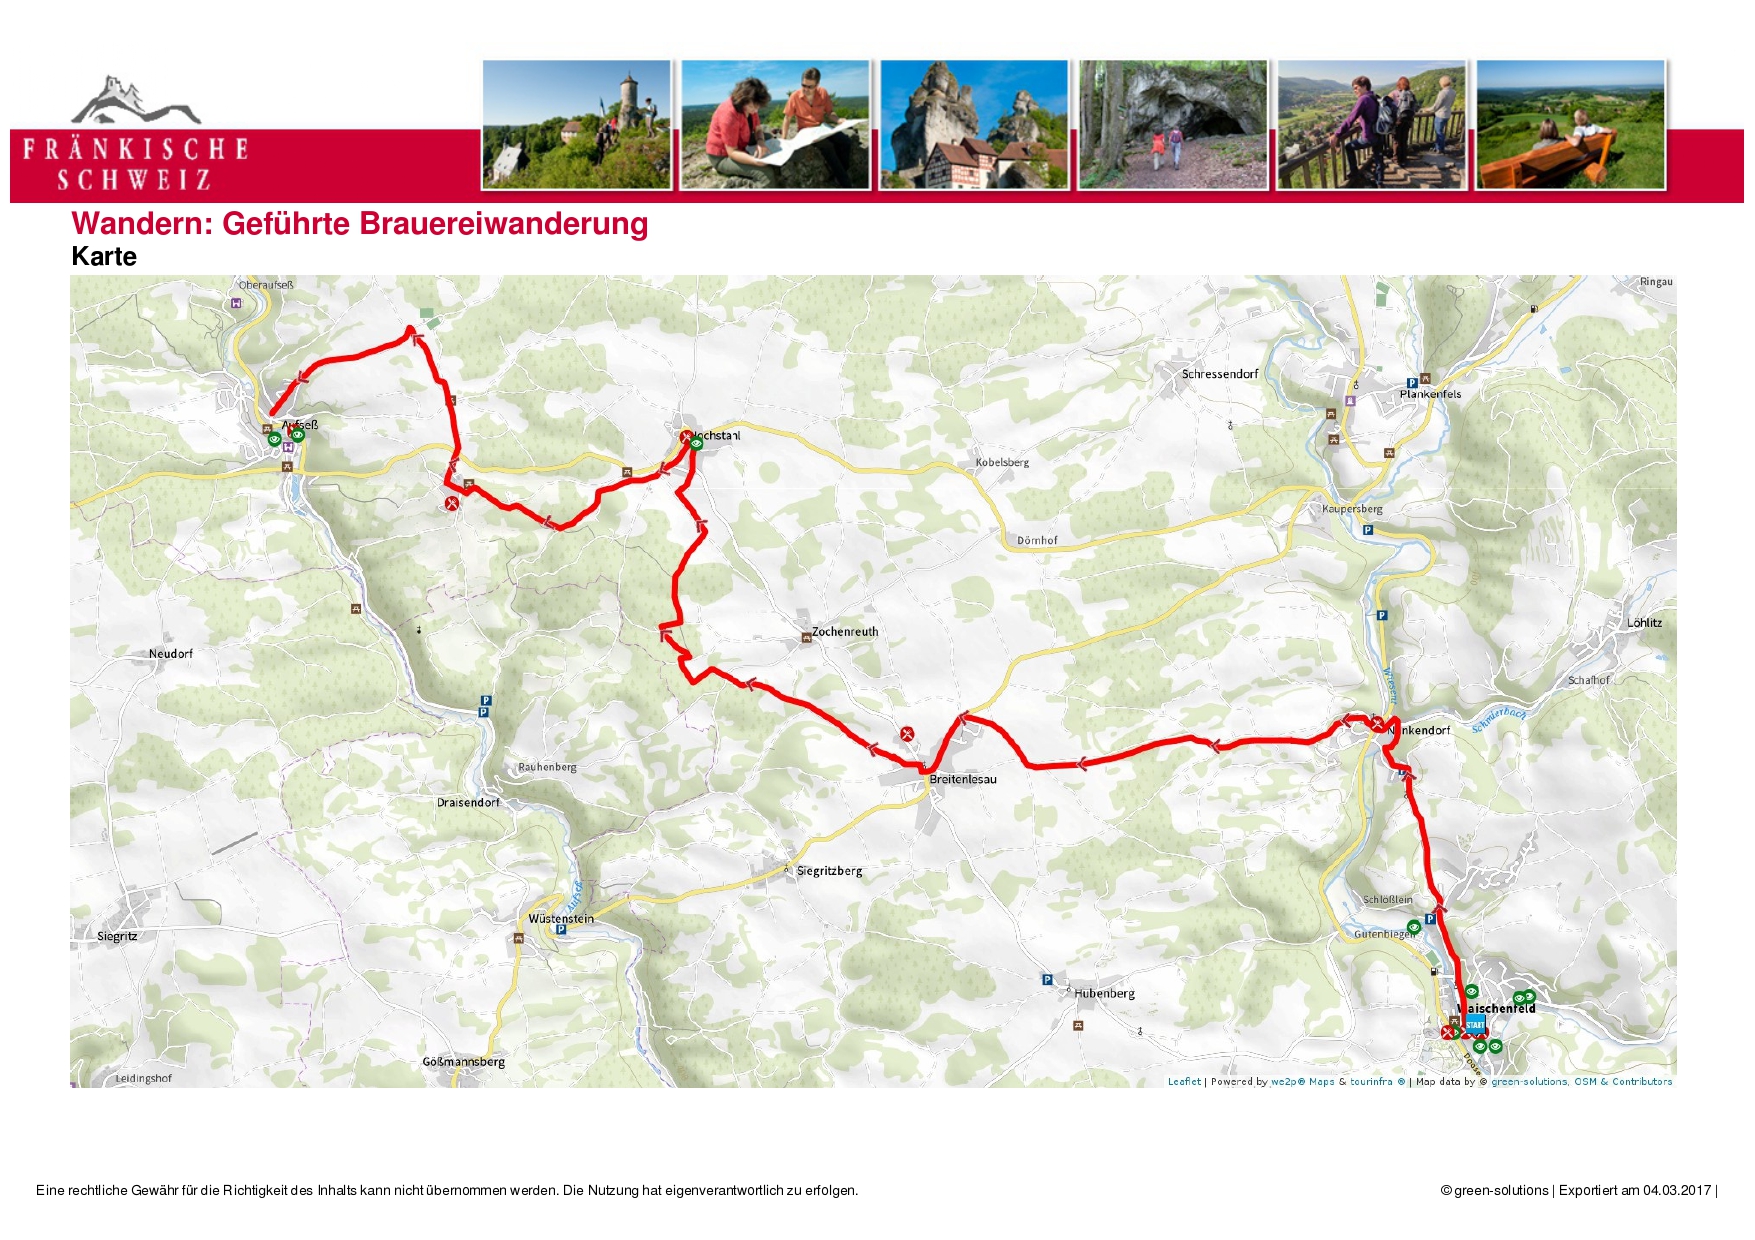 FRÄNKISCHE
SCHWEIZ
Wandern: Geführte Brauereiwanderung
Karte
Oberaufseß
Ringau
Schressendorf
Plankenfels
Aufseß
Hochstahl
Kobelsberg
Kaupersberg
Dörnhof
Zochenreuth
Löhlitz
Neudorf
Schafhof
Wiesent
Schmierbach
Nankendorf
Rauhenberg
Breitenlesau
Draisendorf
Siegritzberg
Aufseß
Schlößlein
Wüstenstein
Gutenbiegen
Siegritz
Hubenberg
Waischenfeld
START
Gößmannsberg
Leidingshof
Leaflet | Powered by we2p® Maps & tourinfra ® | Map data by © green-solutions, OSM & Contributors
Eine rechtliche Gewähr für die Richtigkeit des Inhalts kann nicht übernommen werden. Die Nutzung hat eigenverantwortlich zu erfolgen.
© green-solutions | Exportiert am 04.03.2017 |